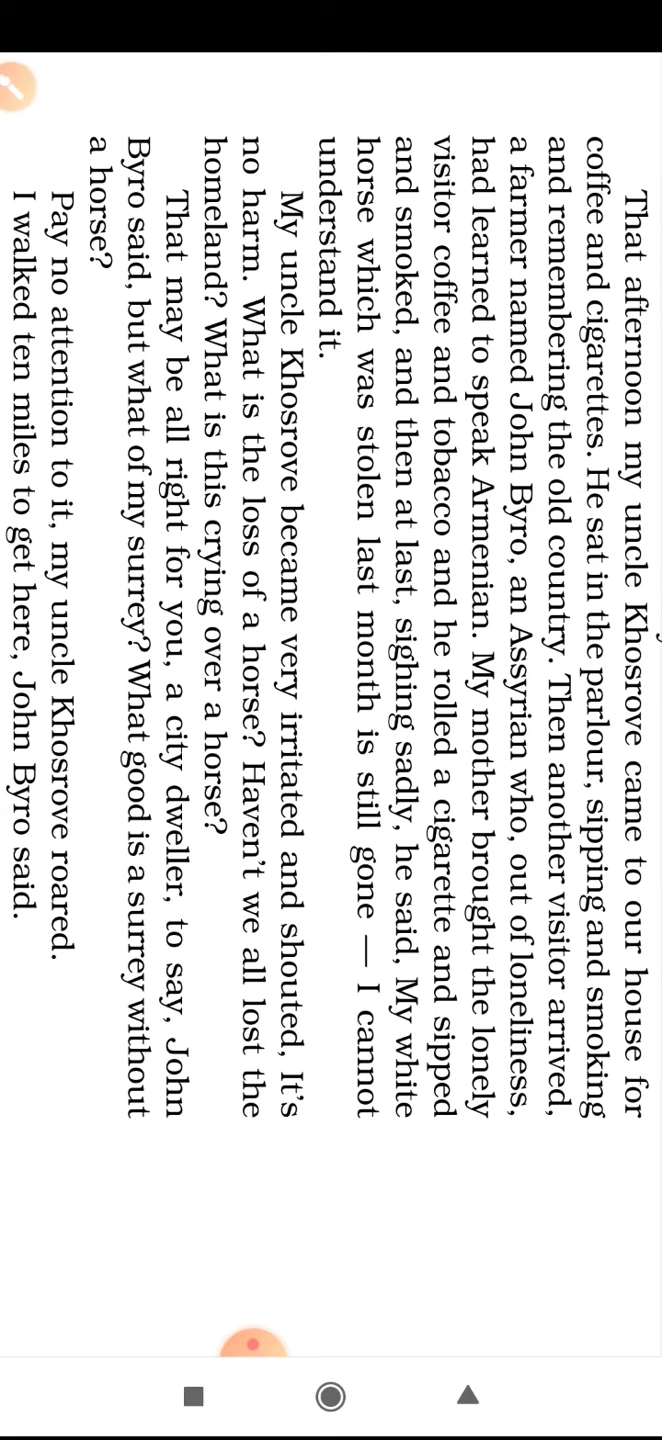 That afternoon my uncle Khosrove came to our house for
coffee and cigarettes. He sat in the parlour, sipping and smoking
and remembering the old country. Then another visitor arrived,
a farmer named John Byro, an Assyrian who, out of loneliness,
had learned to speak Armenian. My mother brought the lonely
visitor coffee and tobacco and he rolled a cigarette and sipped
and smoked, and then at last, sighing sadly, he said, My white
horse which was stolen last month is still gone — I cannot
understand it.
My uncle Khosrove became very irritated and shouted, It’s
no harm. What is the loss of a horse? Haven’t we all lost the
homeland? What is this crying over a horse?
That may be all right for you, a city dweller, to say, John
Byro said, but what of my surrey? What good is a surrey without
a horse?
Pay no attention to it, my uncle Khosrove roared.
I walked ten miles to get here, John Byro said.